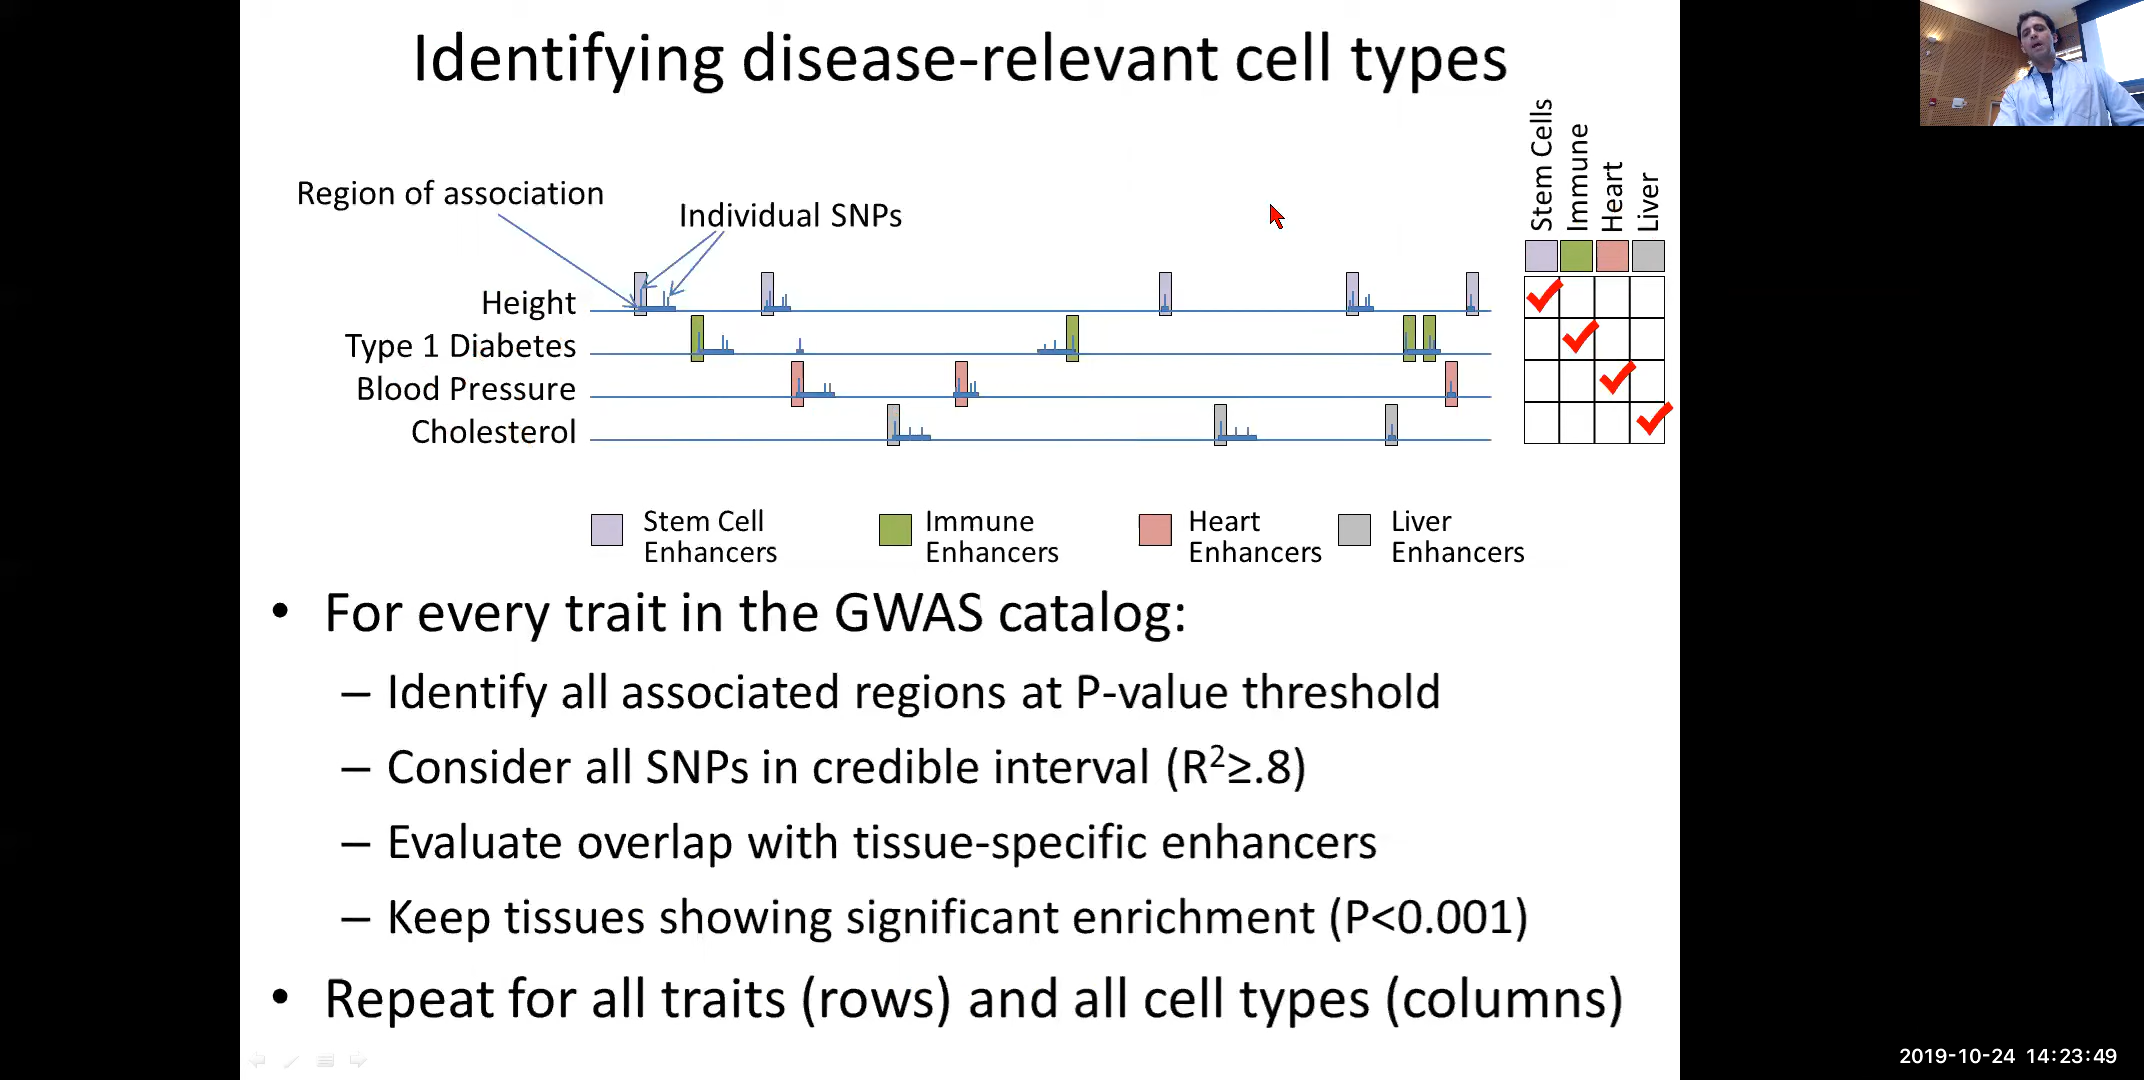 Identifying disease-relevant cell types
Stem Cells
Immune
Heart
Liver
Region of association
Individual SNPs
Height
Type 1 Diabetes
Blood Pressure
Cholesterol
Stem Cell
Enhancers
Immune
Enhancers
Heart
Enhancers
Liver
Enhancers
• For every trait in the GWAS catalog:
– Identify all associated regions at P-value threshold
– Consider all SNPs in credible interval (R²≥.8)
– Evaluate overlap with tissue-specific enhancers
– Keep tissues showing significant enrichment (P<0.001)
• Repeat for all traits (rows) and all cell types (columns)
2019-10-24 14:23:49